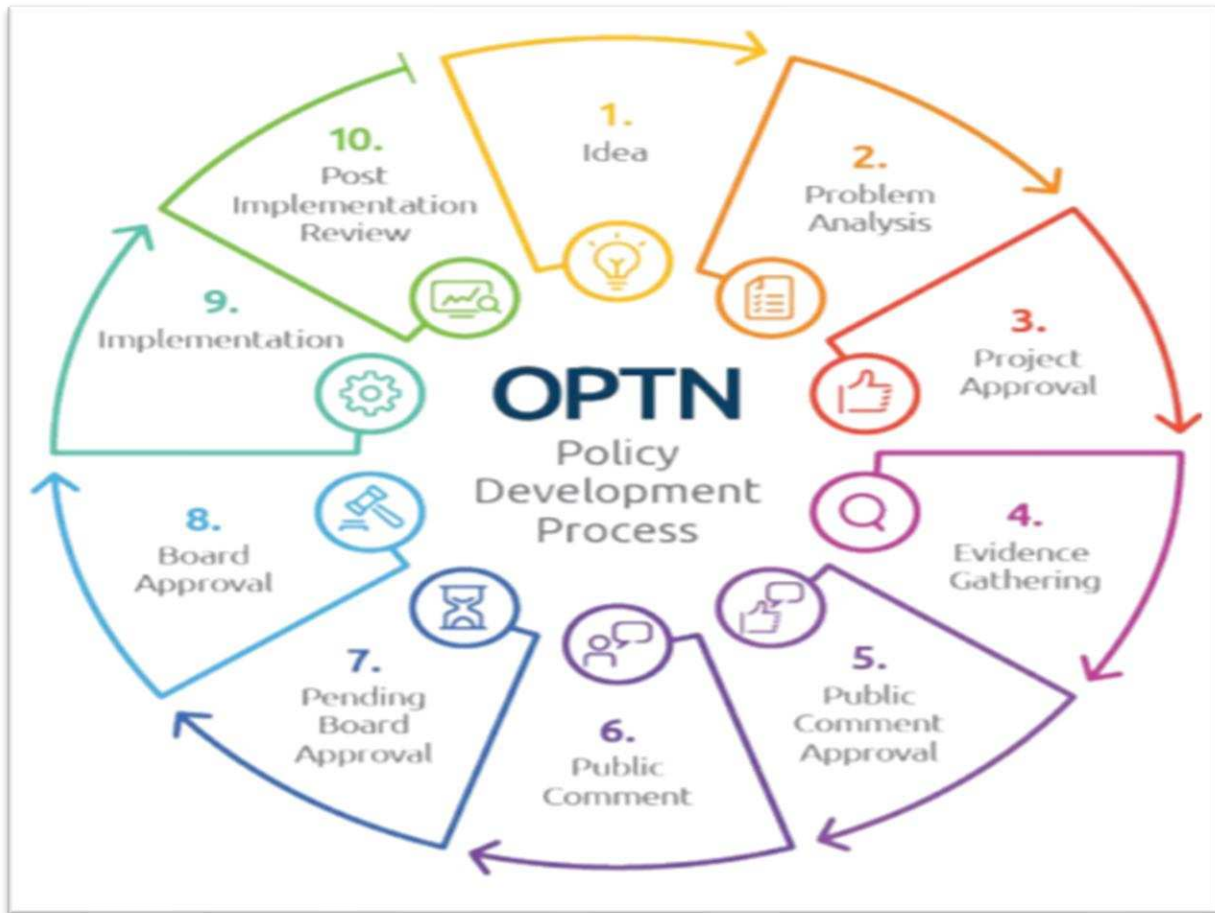 OPTN
Policy
Development
Process
1.
Idea
2.
Problem
Analysis
3.
Project
Approval
4.
Evidence
Gathering
5.
Public
Comment
Approval
6.
Public
Comment
7.
Pending
Board
Approval
8.
Board
Approval
9.
Implementation
10.
Post
Implementation
Review